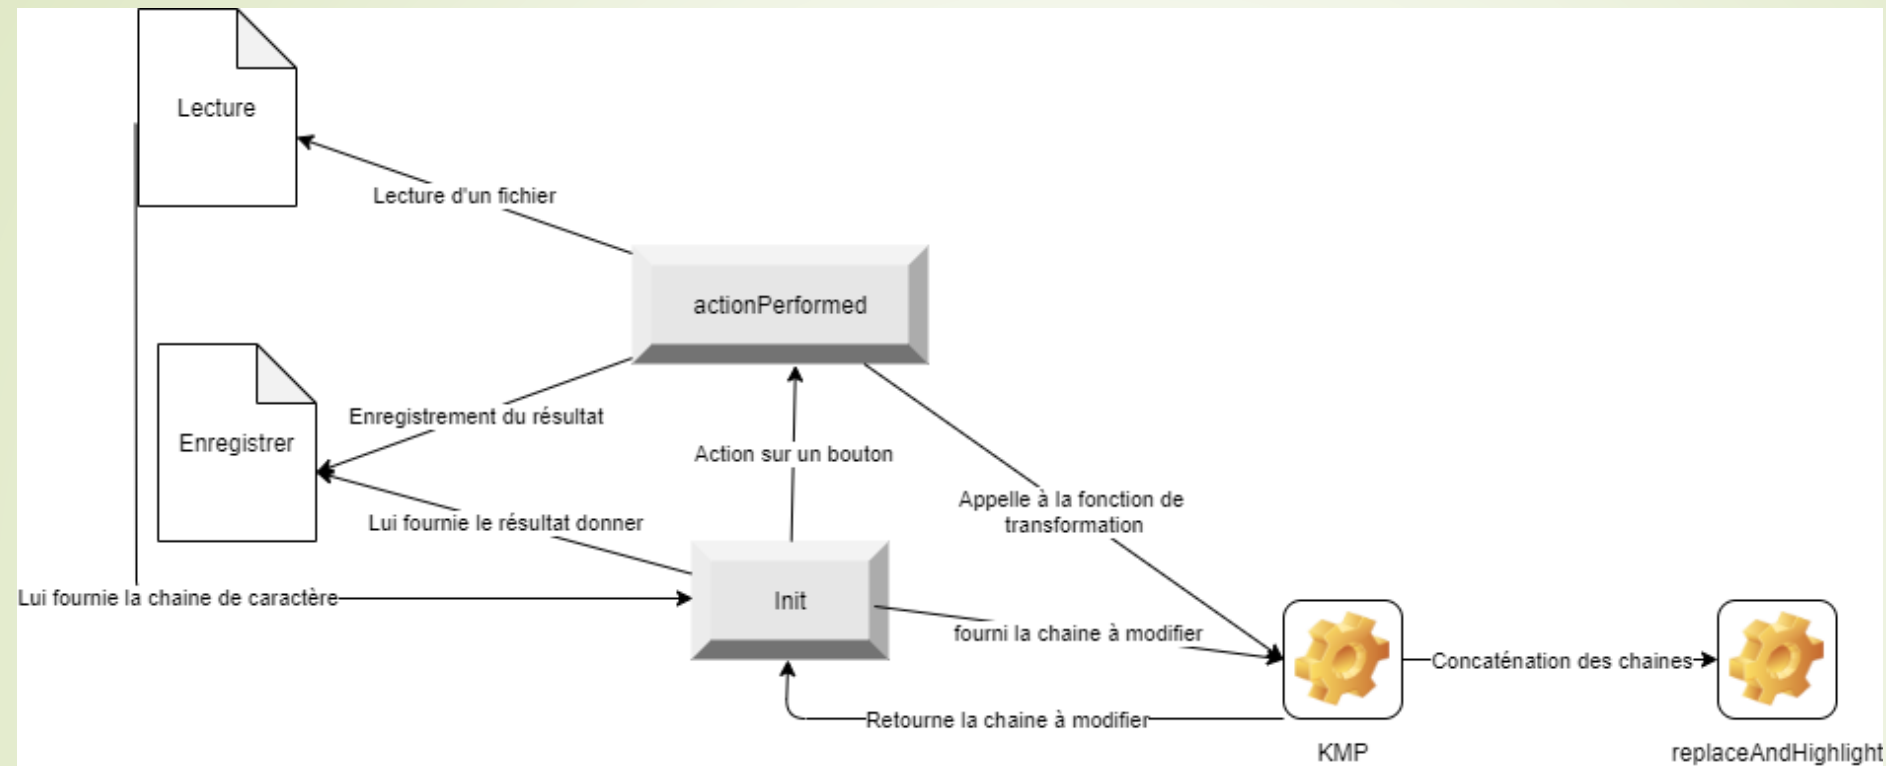 Lecture
Lecture d'un fichier
actionPerformed
Enregistrement du résultat
Enregistrer
Action sur un bouton
Appelle à la fonction de
transformation
Lui fournie le résultat donner
Lui fournie la chaine de caractère
Init
fourni la chaine à modifier
Concaténation des chaines
Retourne la chaine à modifier
KMP
replaceAndHighlight